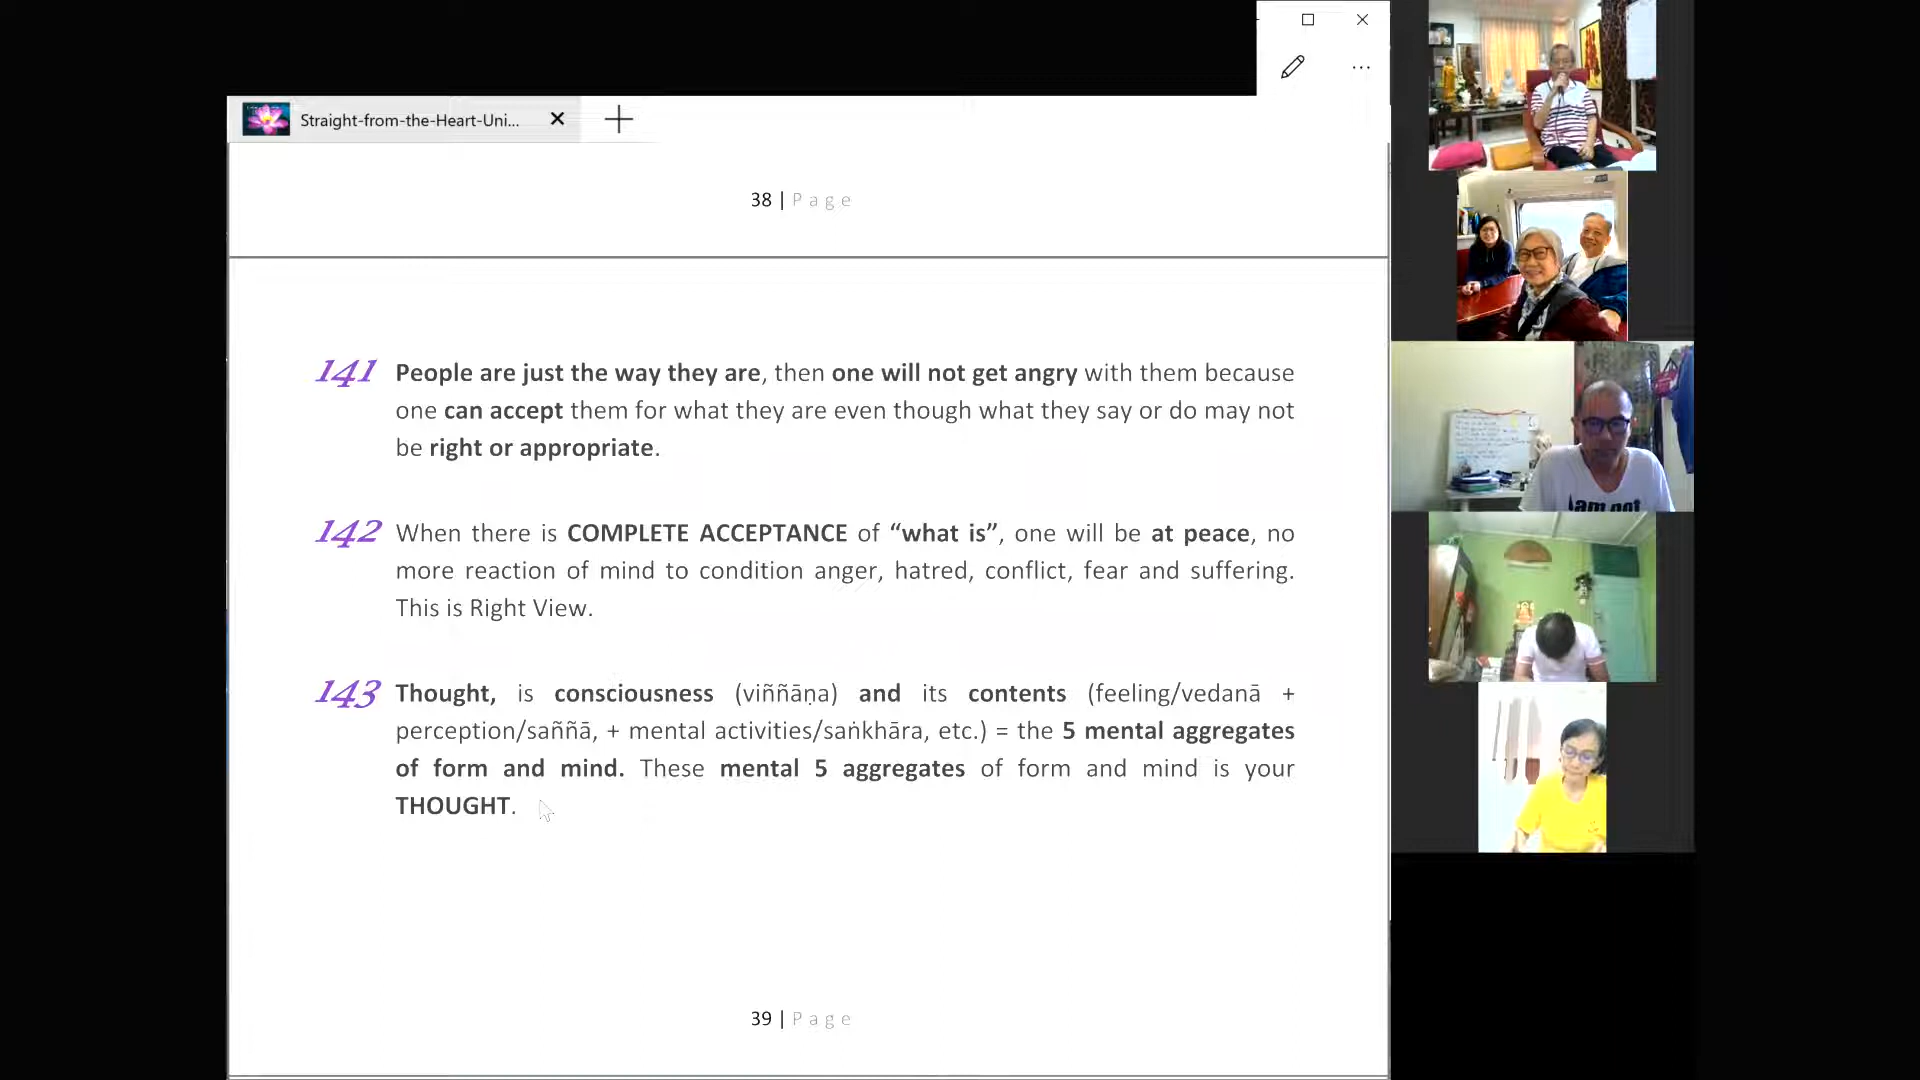 Straight-from-the-Heart-Uni...
38 | Page
141 People are just the way they are, then one will not get angry with them because
one can accept them for what they are even though what they say or do may not
be right or appropriate.
142 When there is COMPLETE ACCEPTANCE of “what is”, one will be at peace, no
more reaction of mind to condition anger, hatred, conflict, fear and suffering.
This is Right View.
143 Thought, is consciousness (viññāṇa) and its contents (feeling/vedanā +
perception/saññā, + mental activities/saṅkhāra, etc.) = the 5 mental aggregates
of form and mind. These mental 5 aggregates of form and mind is your
THOUGHT.
39 | Page
I am not